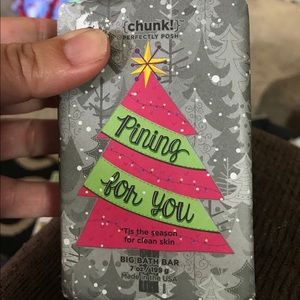 {chunk!}
PERFECTLY POSH
Pining
for you
'Tis the season
for clean skin
BIG BATH BAR
7 oz / 199 g
Made in the USA